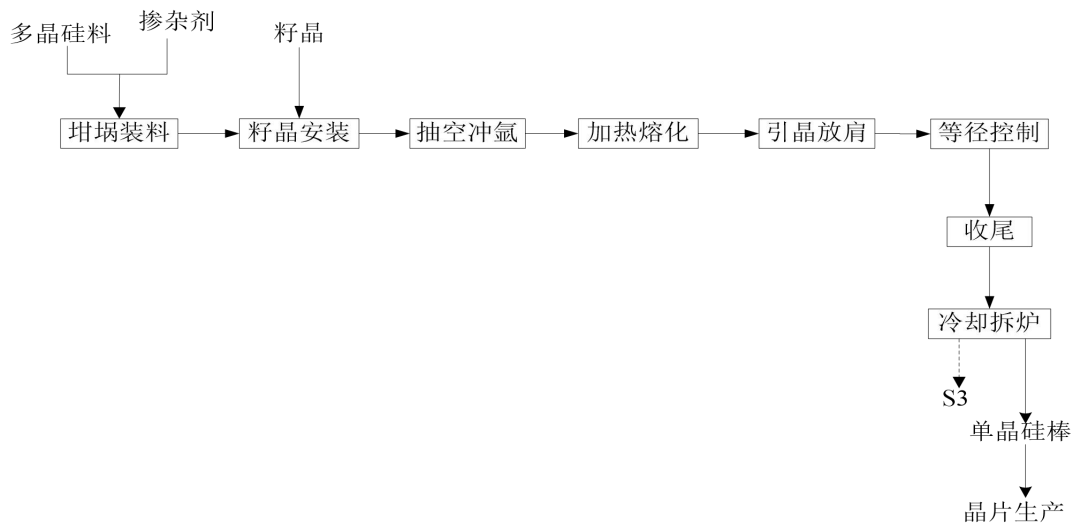 多晶硅料
掺杂剂
籽晶
坩埚装料
籽晶安装
抽空冲氩
加热熔化
引晶放肩
等径控制
收尾
冷却拆炉
S3
单晶硅棒
晶片生产